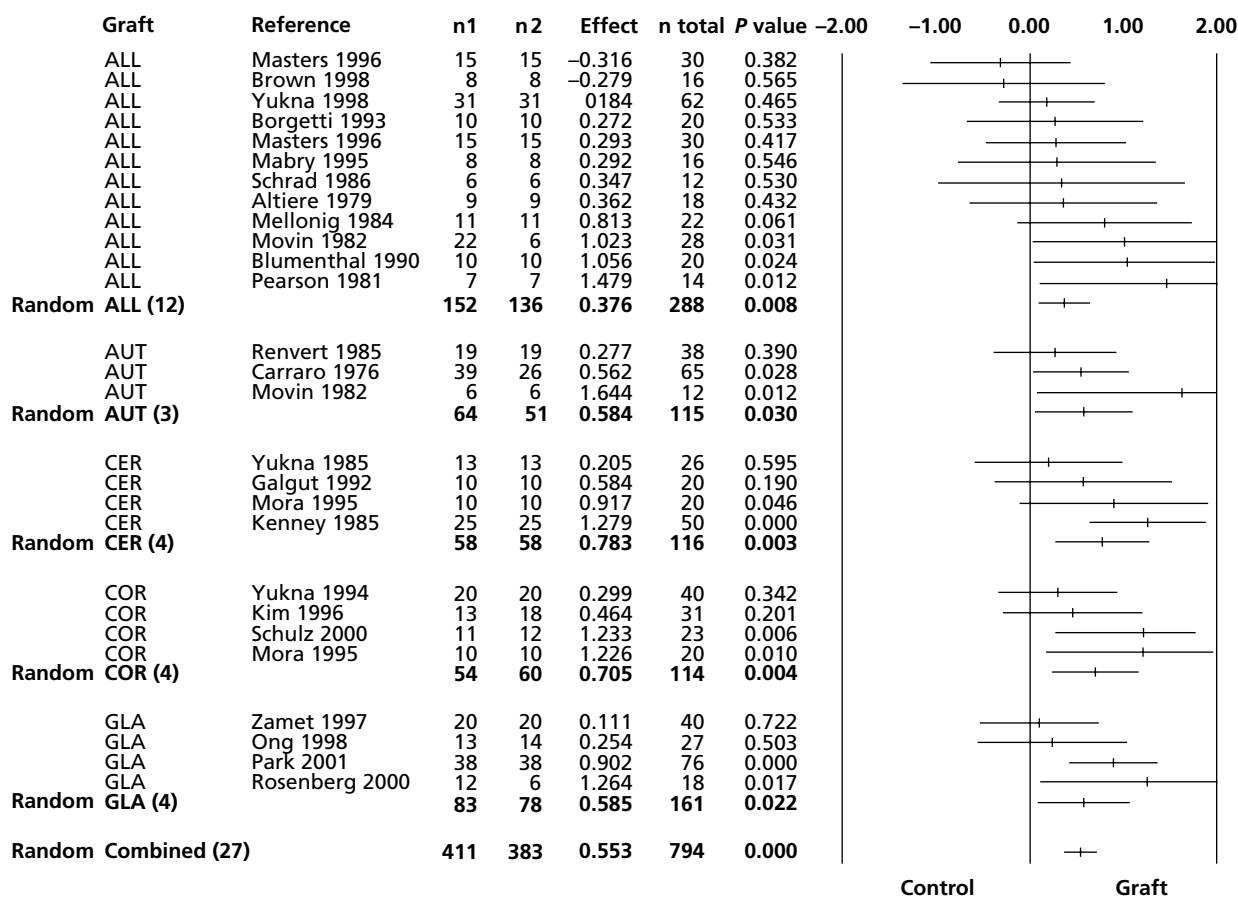 Graft Reference n1 n2 Effect n total P value −2.00 −1.00 0.00 1.00 2.00
ALL Masters 1996 15 15 −0.316 30 0.382
ALL Brown 1998 8 8 −0.279 16 0.565
ALL Yukna 1998 31 31 0184 62 0.465
ALL Borgetti 1993 10 10 0.272 20 0.533
ALL Masters 1996 15 15 0.293 30 0.417
ALL Mabry 1995 8 8 0.292 16 0.546
ALL Schrad 1986 6 6 0.347 12 0.530
ALL Altiere 1979 9 9 0.362 18 0.432
ALL Mellonig 1984 11 11 0.813 22 0.061
ALL Movin 1982 22 6 1.023 28 0.031
ALL Blumenthal 1990 10 10 1.056 20 0.024
ALL Pearson 1981 7 7 1.479 14 0.012
Random ALL (12) 152 136 0.376 288 0.008
AUT Renvert 1985 19 19 0.277 38 0.390
AUT Carraro 1976 39 26 0.562 65 0.028
AUT Movin 1982 6 6 1.644 12 0.012
Random AUT (3) 64 51 0.584 115 0.030
CER Yukna 1985 13 13 0.205 26 0.595
CER Galgut 1992 10 10 0.584 20 0.190
CER Mora 1995 10 10 0.917 20 0.046
CER Kenney 1985 25 25 1.279 50 0.000
Random CER (4) 58 58 0.783 116 0.003
COR Yukna 1994 20 20 0.299 40 0.342
COR Kim 1996 13 18 0.464 31 0.201
COR Schulz 2000 11 12 1.233 23 0.006
COR Mora 1995 10 10 1.226 20 0.010
Random COR (4) 54 60 0.705 114 0.004
GLA Zamet 1997 20 20 0.111 40 0.722
GLA Ong 1998 13 14 0.254 27 0.503
GLA Park 2001 38 38 0.902 76 0.000
GLA Rosenberg 2000 12 6 1.264 18 0.017
Random GLA (4) 83 78 0.585 161 0.022
Random Combined (27) 411 383 0.553 794 0.000
Control Graft